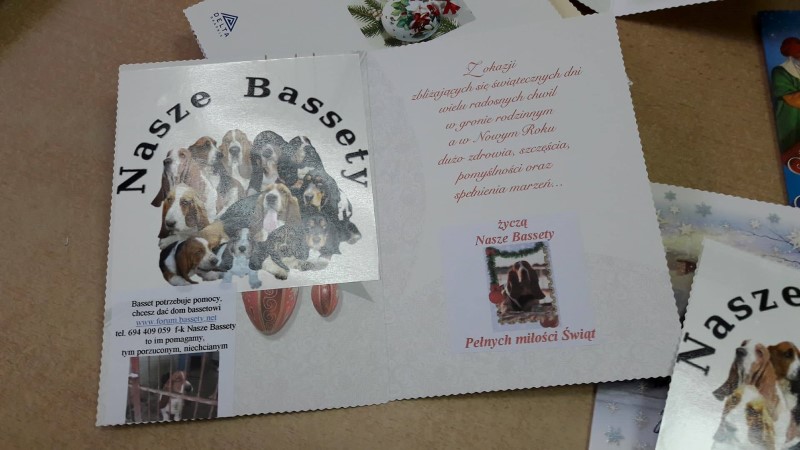 DELTA
Nasze Bassety
Basset potrzebuje pomocy,
chcesz dać dom bassetowi
www.forum.bassety.net
tel. 694 409 059 f-k Nasze Bassety
to im pomagamy,
tym porzuconym, niechcianym
Z okazji
zbliżających się świątecznych dni
wielu radosnych chwil
w gronie rodzinnym
a w Nowym Roku
dużo zdrowia, szczęścia,
pomyślności oraz
spełnienia marzeń...
życzą
Nasze Bassety
Pełnych miłości Świąt
Nasze